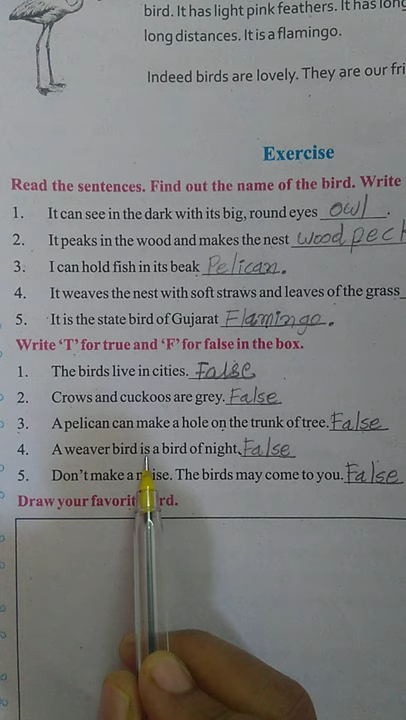 bird. It has light pink feathers. It has long
long distances. It is a flamingo.
Indeed birds are lovely. They are our fri
Exercise
Read the sentences. Find out the name of the bird. Write
1. It can see in the dark with its big, round eyes owl.
2. It peaks in the wood and makes the nest woodpeck
3. I can hold fish in its beak Pelican.
4. It weaves the nest with soft straws and leaves of the grass
5. It is the state bird of Gujarat Flamingo.
Write ‘T’ for true and ‘F’ for false in the box.
1. The birds live in cities. False
2. Crows and cuckoos are grey. False
3. A pelican can make a hole on the trunk of tree. False
4. A weaver bird is a bird of night. False
5. Don’t make a noise. The birds may come to you. False
Draw your favorit rd.